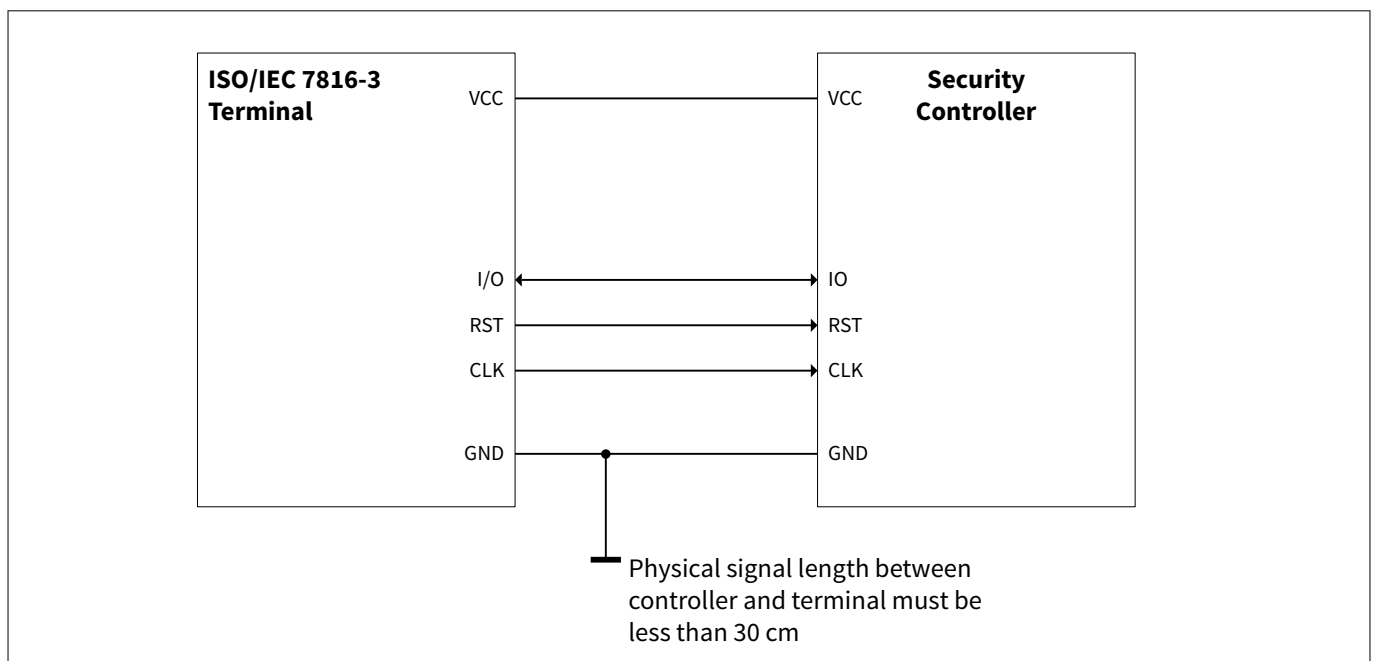 ISO/IEC 7816-3
Terminal
Security
Controller
VCC
VCC
I/O
IO
RST
RST
CLK
CLK
GND
GND
Physical signal length between
controller and terminal must be
less than 30 cm